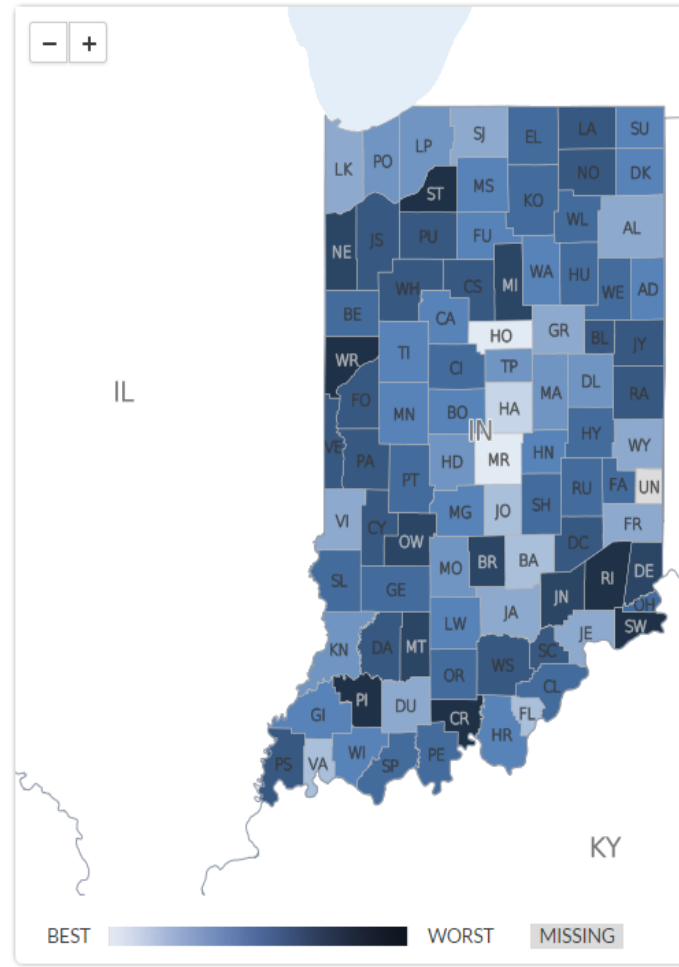 − +
SJ EL LA SU
LK PO LP
ST MS KO NO DK
WL AL
NE JS PU FU
WH CS MI WA HU WE AD
BE CA
HO GR BL JY
WR TI CI TP
IL
FO MN BO HA MA DL RA
IN
VE PA HD MR HN HY WY
PT RU FA UN
VI CY MG JO SH FR
OW DC
SL GE MO BR BA JN RI DE
OH
KN DA MT LW JA JE SW
OR WS SC CL
GI PI DU CR FL
HR
PS VA WI SP PE
KY
BEST WORST MISSING